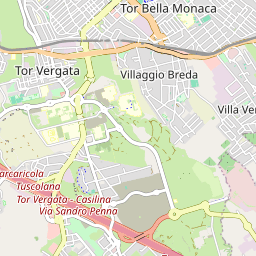 Tor Bella Monaca
Tor Vergata
Villaggio Breda
Villa Ve
arcaricola
Tuscolana
Tor Vergata - Casilina
Via Sandro Penna